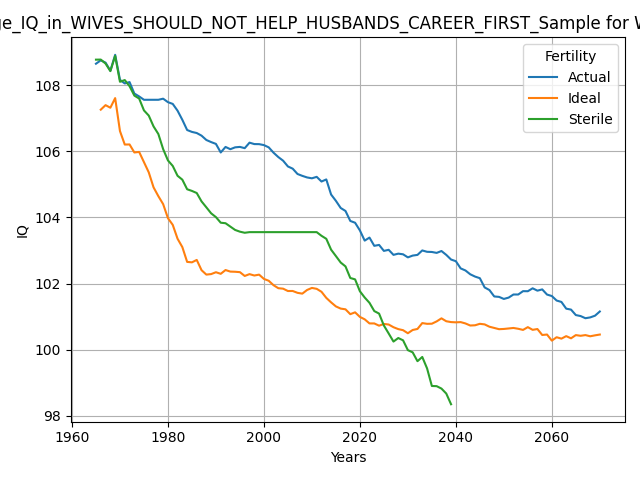 ge_IQ_in_WIVES_SHOULD_NOT_HELP_HUSBANDS_CAREER_FIRST_Sample for W
Fertility
Actual
Ideal
Sterile
108
106
104
102
100
98
IQ
1960 1980 2000 2020 2040 2060
Years